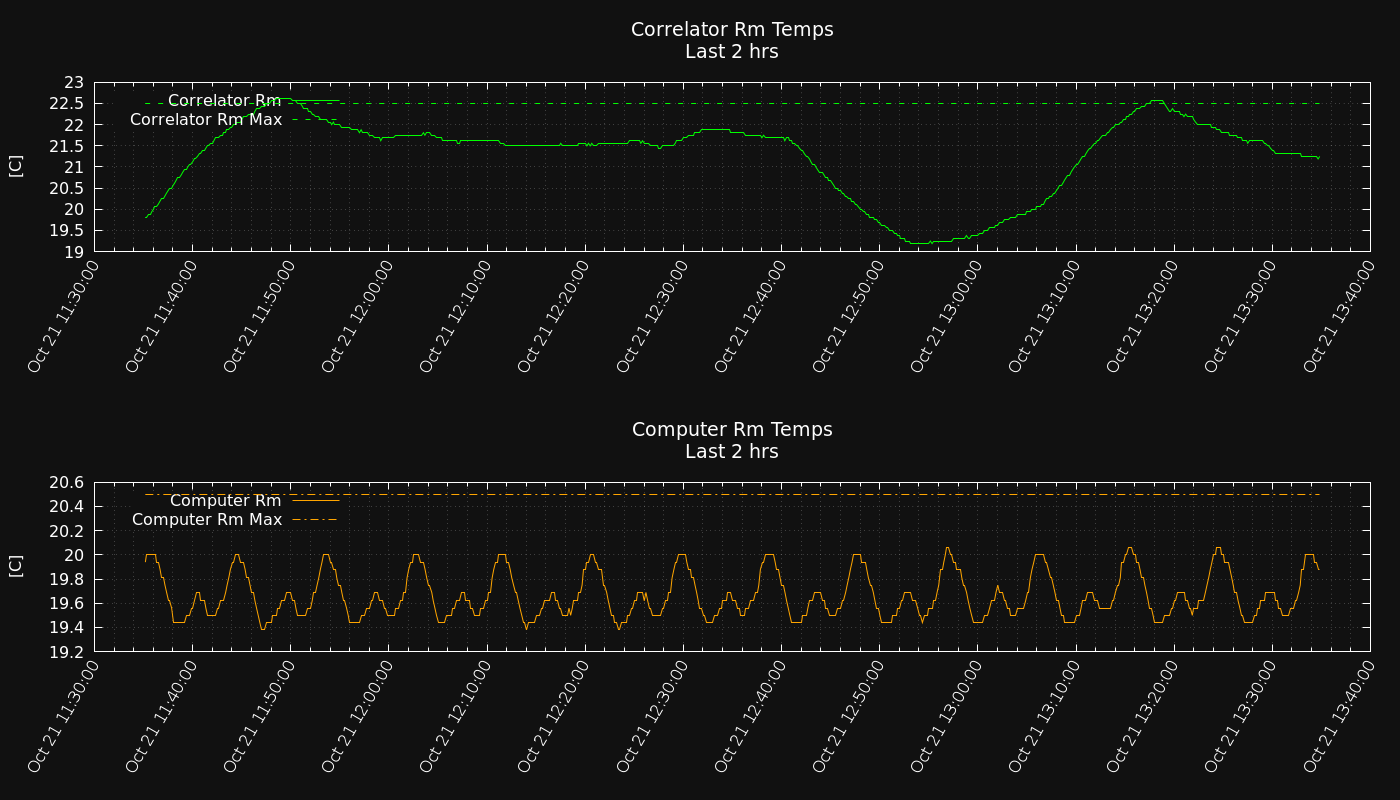 Correlator Rm Temps
Last 2 hrs
[C]
23
22.5
22
21.5
21
20.5
20
19.5
19
Correlator Rm
Correlator Rm Max
Oct 21 11:30:00
Oct 21 11:40:00
Oct 21 11:50:00
Oct 21 12:00:00
Oct 21 12:10:00
Oct 21 12:20:00
Oct 21 12:30:00
Oct 21 12:40:00
Oct 21 12:50:00
Oct 21 13:00:00
Oct 21 13:10:00
Oct 21 13:20:00
Oct 21 13:30:00
Oct 21 13:40:00
Computer Rm Temps
Last 2 hrs
[C]
20.6
20.4
20.2
20
19.8
19.6
19.4
19.2
Computer Rm
Computer Rm Max
Oct 21 11:30:00
Oct 21 11:40:00
Oct 21 11:50:00
Oct 21 12:00:00
Oct 21 12:10:00
Oct 21 12:20:00
Oct 21 12:30:00
Oct 21 12:40:00
Oct 21 12:50:00
Oct 21 13:00:00
Oct 21 13:10:00
Oct 21 13:20:00
Oct 21 13:30:00
Oct 21 13:40:00